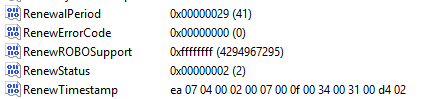 RenewalPeriod 0x00000029 (41)
RenewErrorCode 0x00000000 (0)
RenewROBOSupport 0xffffffff (4294967295)
RenewStatus 0x00000002 (2)
RenewTimestamp ea 07 04 00 02 00 07 00 0f 00 34 00 31 00 d4 02